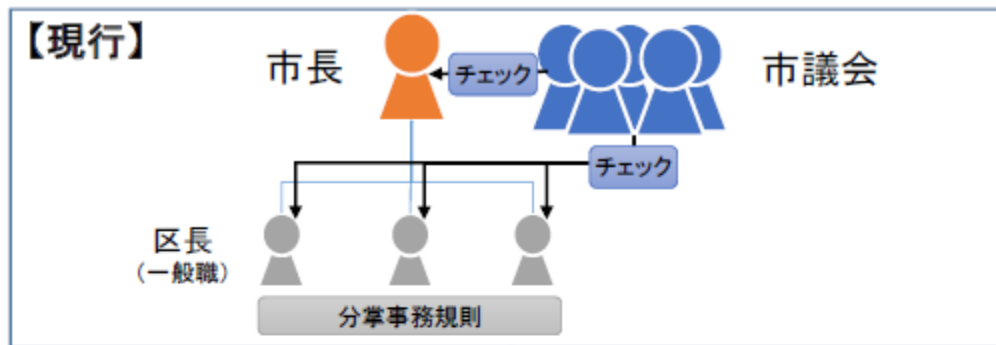 【現行】
市長
チェック
市議会
チェック
区長
（一般職）
分掌事務規則